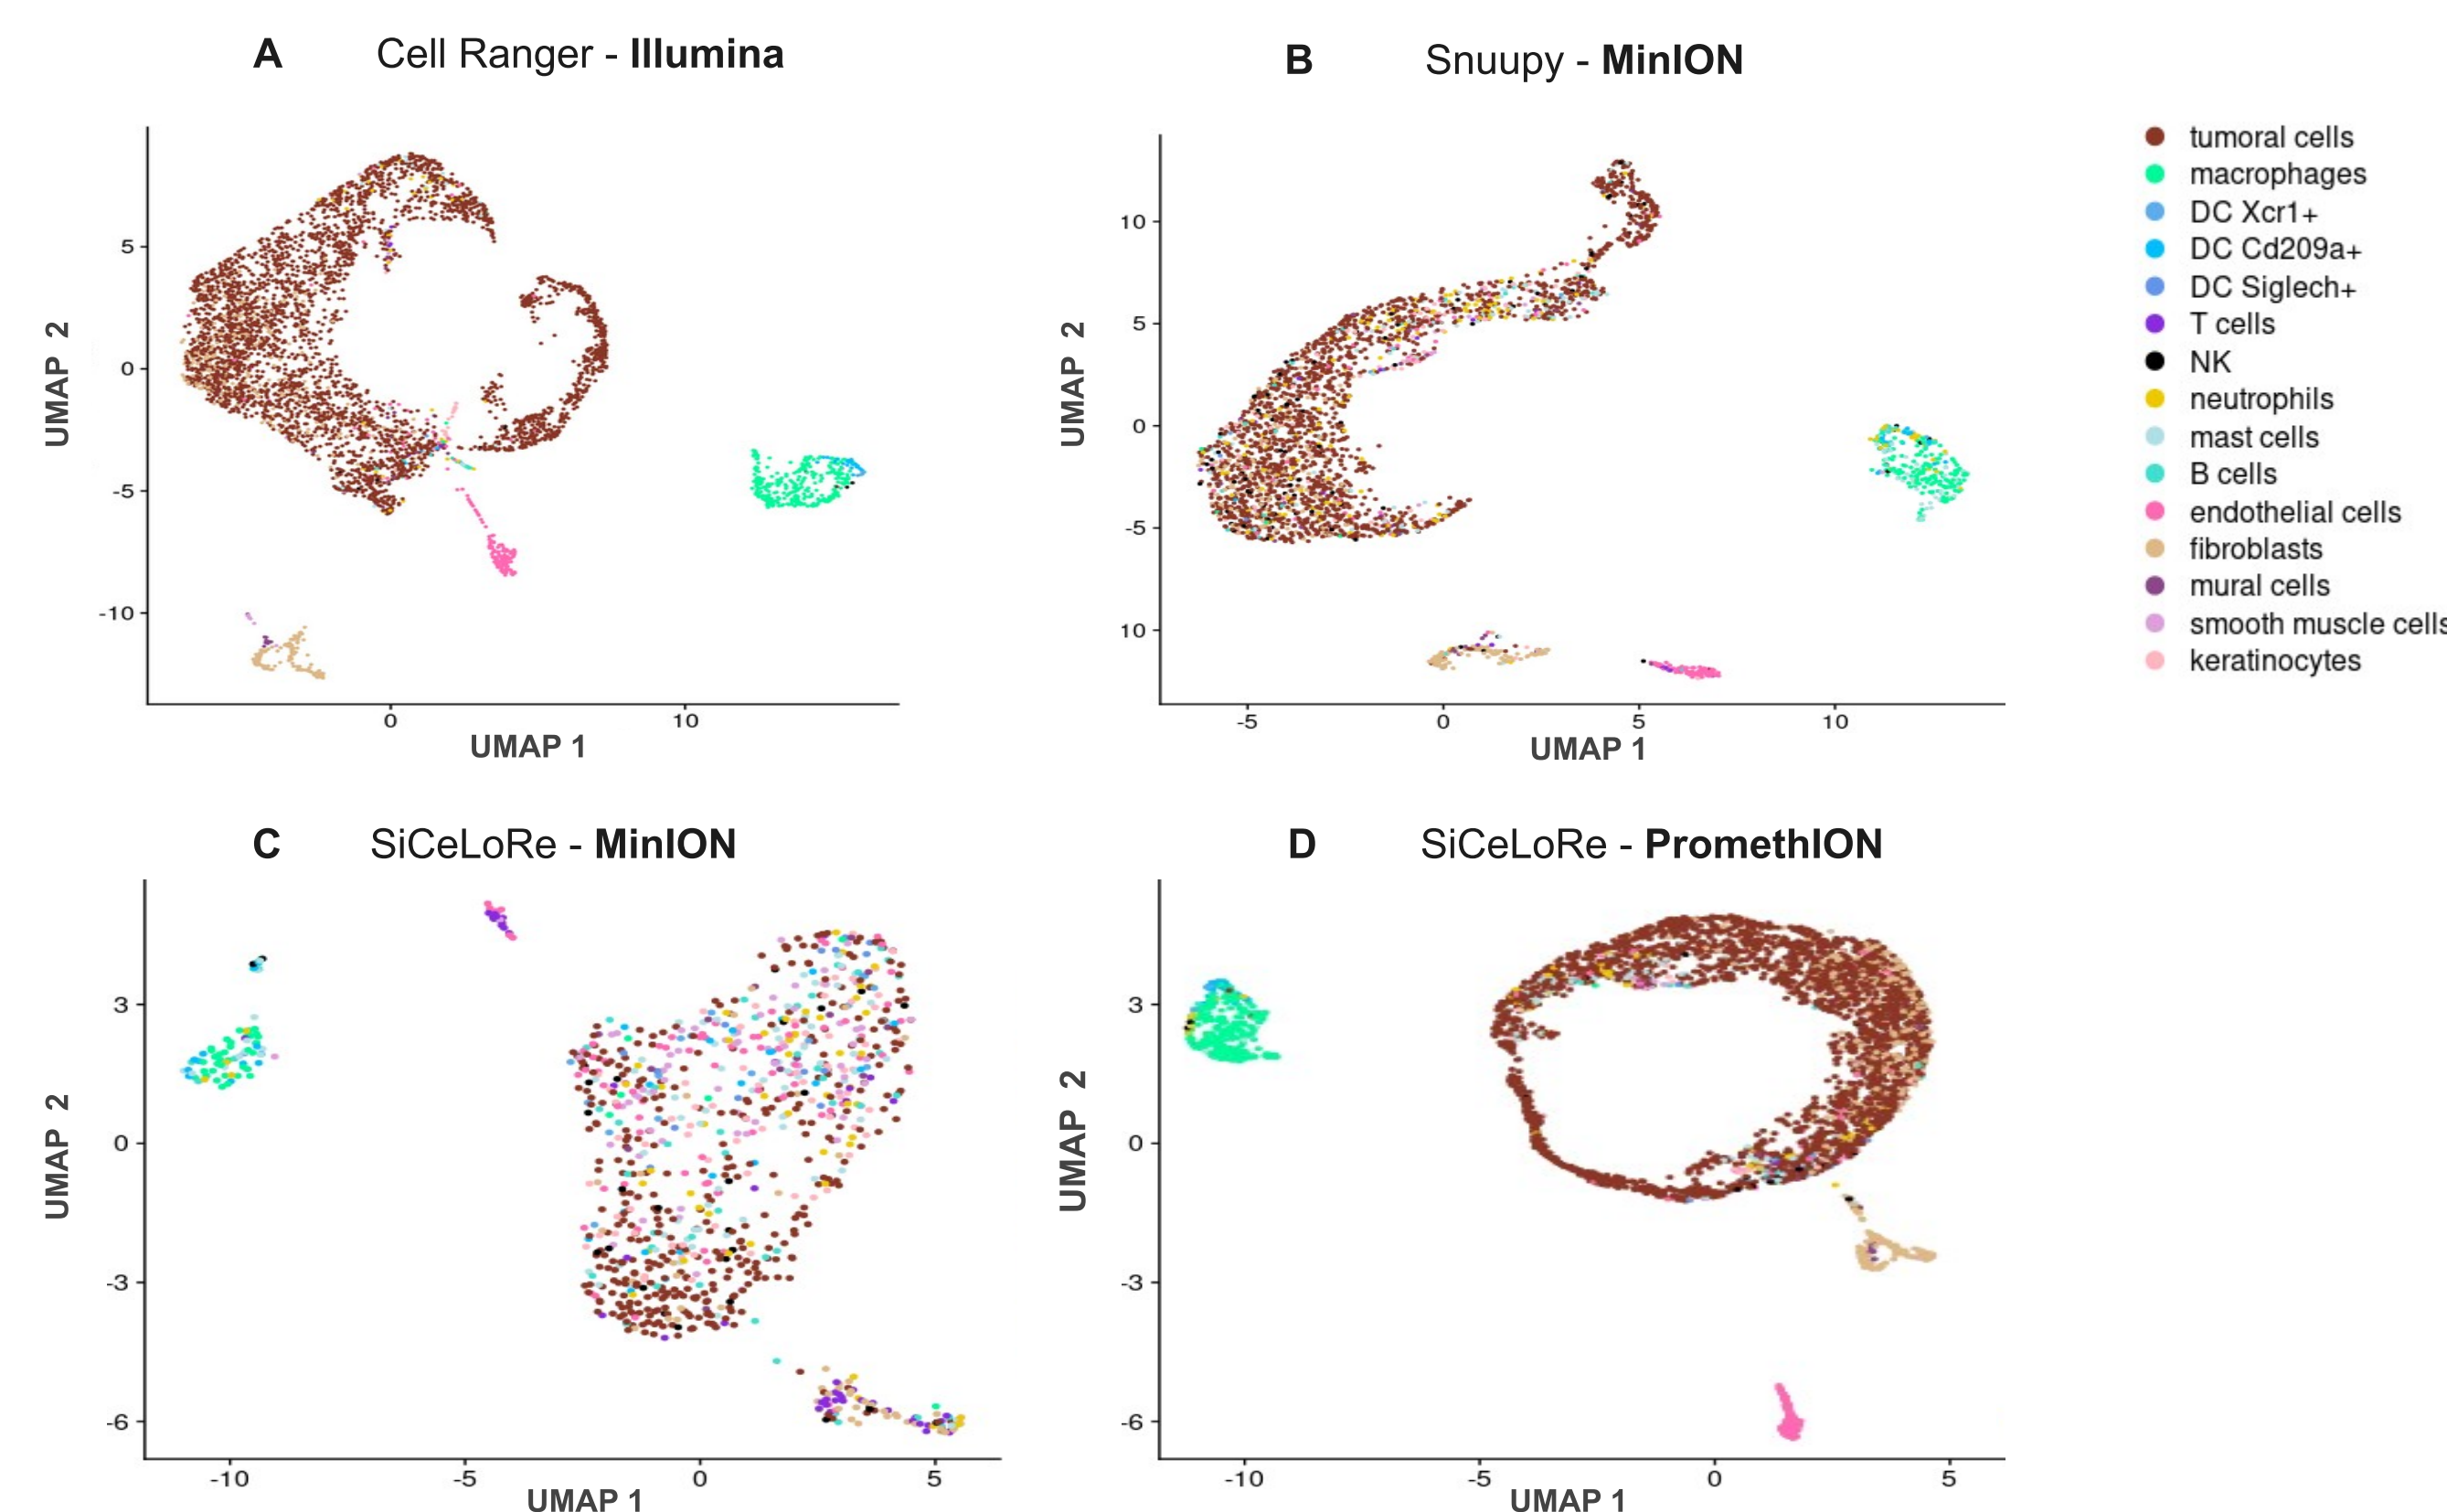 A Cell Ranger - Illumina
UMAP 2
5
0
-5
-10
0 10
UMAP 1
B Snuupy - MinION
UMAP 2
10
5
0
-5
10
-5 0 5 10
UMAP 1
tumoral cells
macrophages
DC Xcr1+
DC Cd209a+
DC Siglech+
T cells
NK
neutrophils
mast cells
B cells
endothelial cells
fibroblasts
mural cells
smooth muscle cells
keratinocytes
C SiCeLoRe - MinION
UMAP 2
3
0
-3
-6
-10 -5 0 5
UMAP 1
D SiCeLoRe - PromethION
UMAP 2
3
0
-3
-6
-10 -5 0 5
UMAP 1